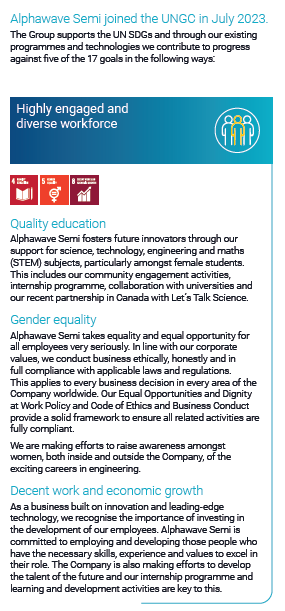 Alphawave Semi joined the UNGC in July 2023.
The Group supports the UN SDGs and through our existing
programmes and technologies we contribute to progress
against five of the 17 goals in the following ways:
Highly engaged and
diverse workforce
4
5
8
Quality education
Alphawave Semi fosters future innovators through our
support for science, technology, engineering and maths
(STEM) subjects, particularly amongst female students.
This includes our community engagement activities,
internship programme, collaboration with universities and
our recent partnership in Canada with Let's Talk Science.
Gender equality
Alphawave Semi takes equality and equal opportunity for
all employees very seriously. In line with our corporate
values, we conduct business ethically, honestly and in
full compliance with applicable laws and regulations.
This applies to every business decision in every area of the
Company worldwide. Our Equal Opportunities and Dignity
at Work Policy and Code of Ethics and Business Conduct
provide a solid framework to ensure all related activities are
fully compliant.
We are making efforts to raise awareness amongst
women, both inside and outside the Company, of the
exciting careers in engineering.
Decent work and economic growth
As a business built on innovation and leading-edge
technology, we recognise the importance of investing in
the development of our employees. Alphawave Semi is
committed to employing and developing those people who
have the necessary skills, experience and values to excel in
their role. The Company is also making efforts to develop
the talent of the future and our internship programme and
learning and development activities are key to this.